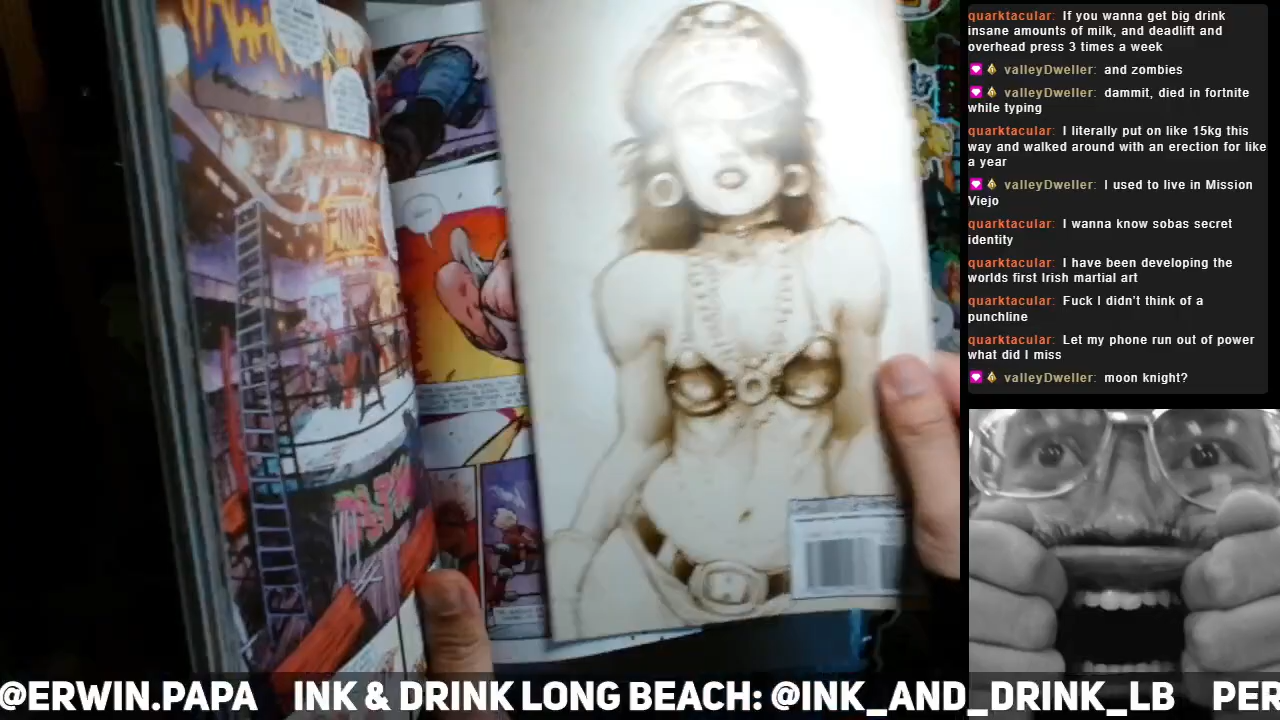 quarktacular: If you wanna get big drink
insane amounts of milk, and deadlift and
overhead press 3 times a week
valleyDweller: and zombies
valleyDweller: dammit, died in fortnite
while typing
quarktacular: I literally put on like 15kg this
way and walked around with an erection for like
a year
valleyDweller: I used to live in Mission
Viejo
quarktacular: I wanna know sobas secret
identity
quarktacular: I have been developing the
worlds first Irish martial art
quarktacular: Fuck I didn't think of a
punchline
quarktacular: Let my phone run out of power
what did I miss
valleyDweller: moon knight?
FINAL
@ERWIN.PAPA INK & DRINK LONG BEACH: @INK_AND_DRINK_LB PER